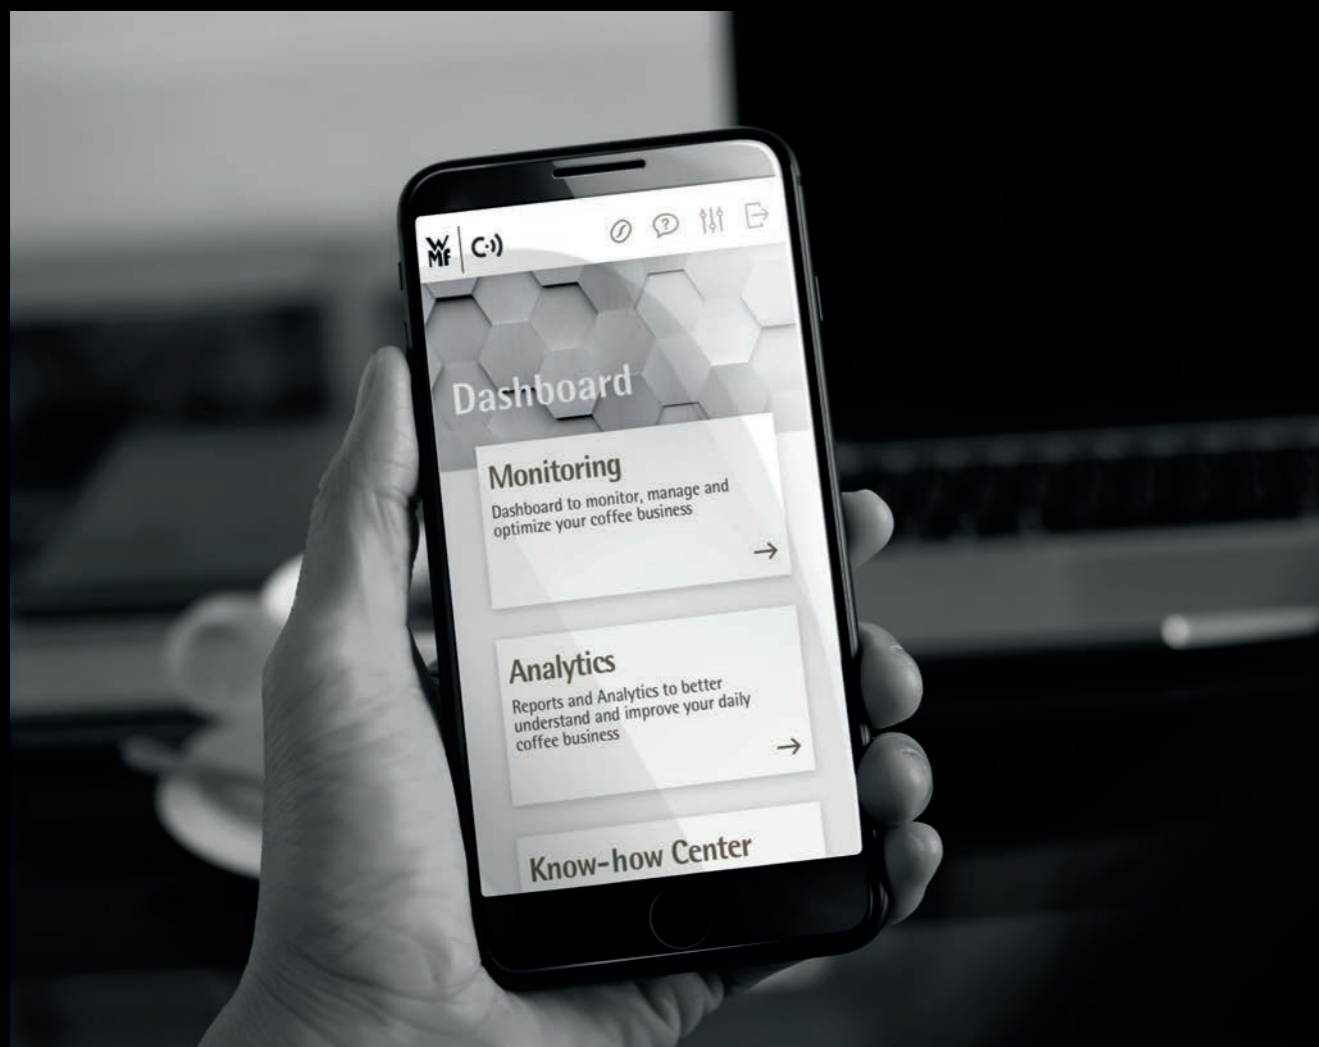 WMF
Dashboard
Monitoring
Dashboard to monitor, manage and
optimize your coffee business
Analytics
Reports and Analytics to better
understand and improve your daily
coffee business
Know-how Center